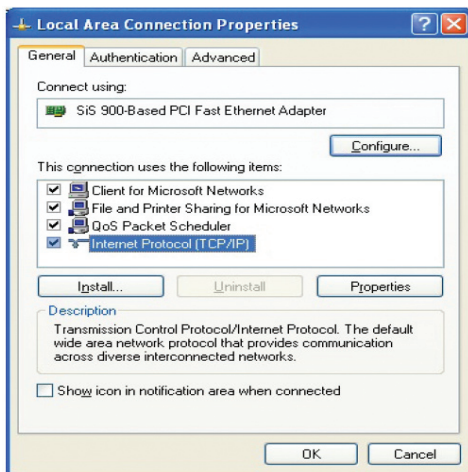 Local Area Connection Properties
General Authentication Advanced
Connect using:
SiS 900-Based PCI Fast Ethernet Adapter
Configure...
This connection uses the following items:
Client for Microsoft Networks
File and Printer Sharing for Microsoft Networks
QoS Packet Scheduler
Internet Protocol (TCP/IP)
Install... Uninstall Properties
Description
Transmission Control Protocol/Internet Protocol. The default
wide area network protocol that provides communication
across diverse interconnected networks.
Show icon in notification area when connected
OK Cancel